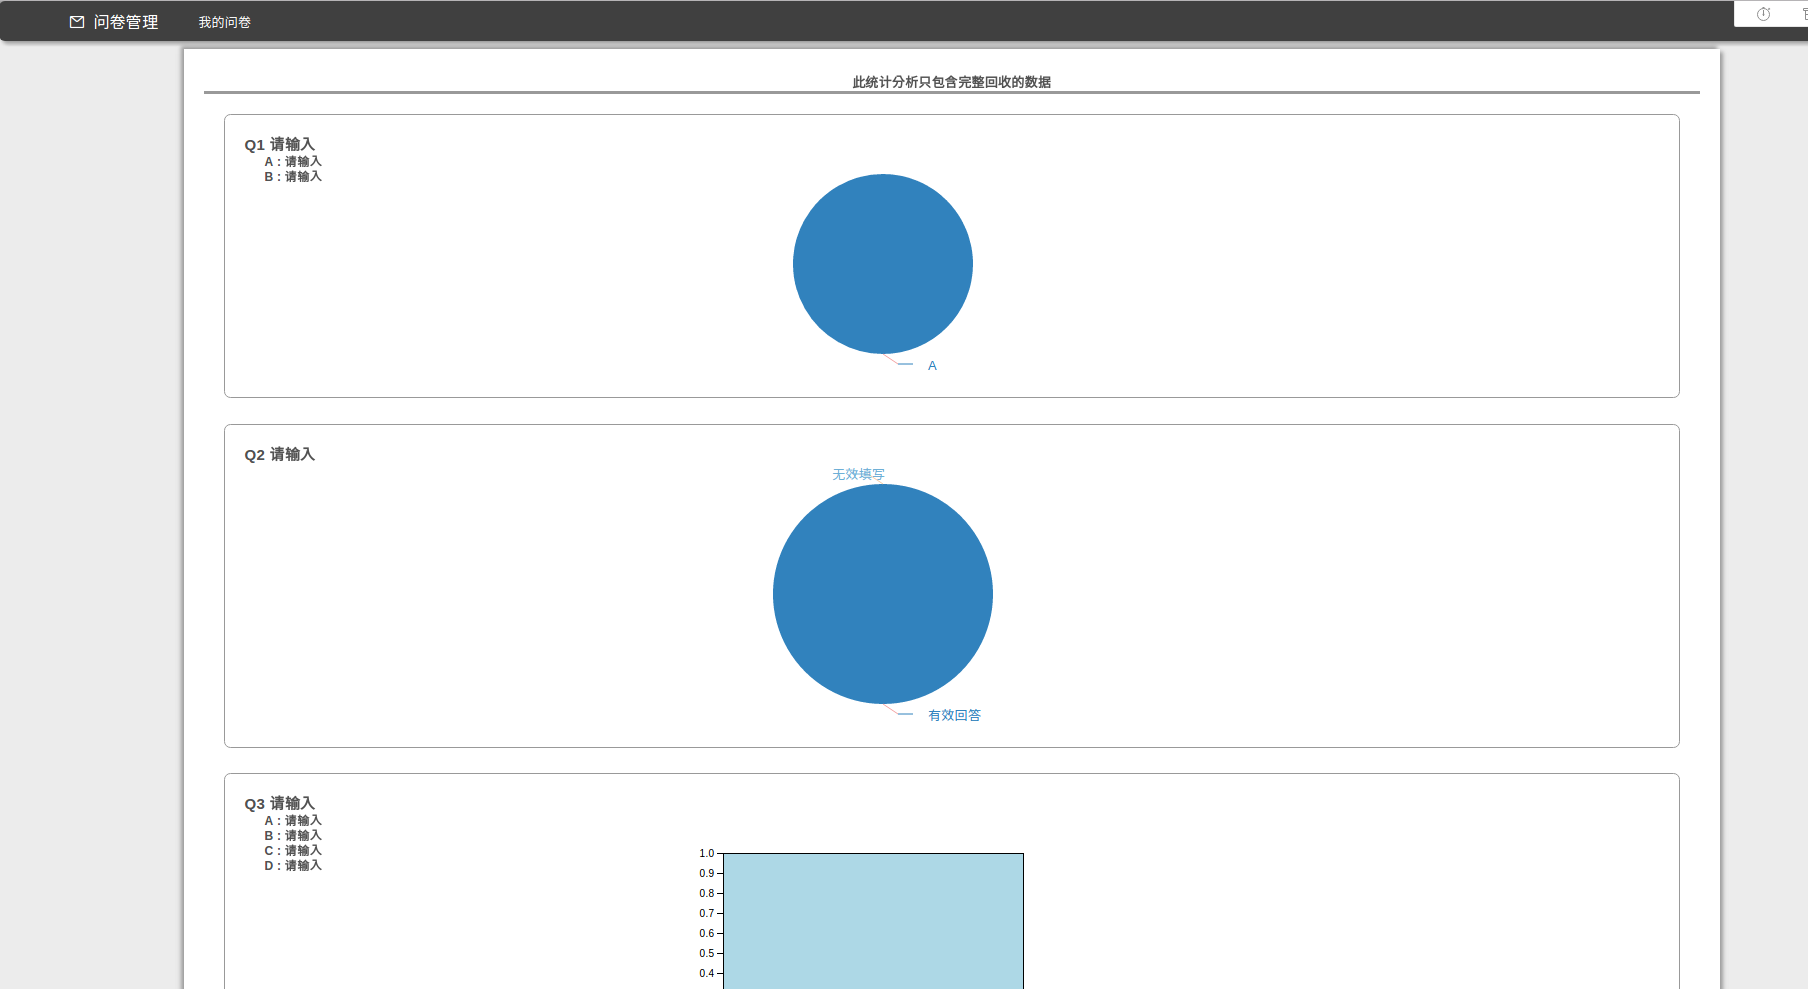 问卷管理 我的问卷
此统计分析只包含完整回收的数据
Q1 请输入
A : 请输入
B : 请输入
A
Q2 请输入
无效填写
有效回答
Q3 请输入
A : 请输入
B : 请输入
C : 请输入
D : 请输入
1.0
0.9
0.8
0.7
0.6
0.5
0.4